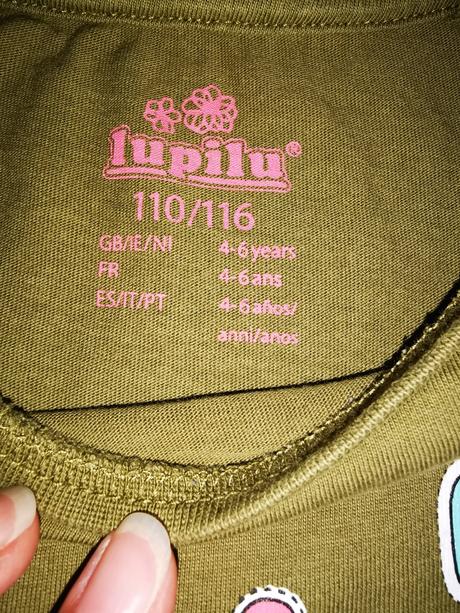 lupilu®
110/116
GB/IE/NI 4-6 years
FR 4-6 ans
ES/IT/PT 4-6 años/
anni/anos